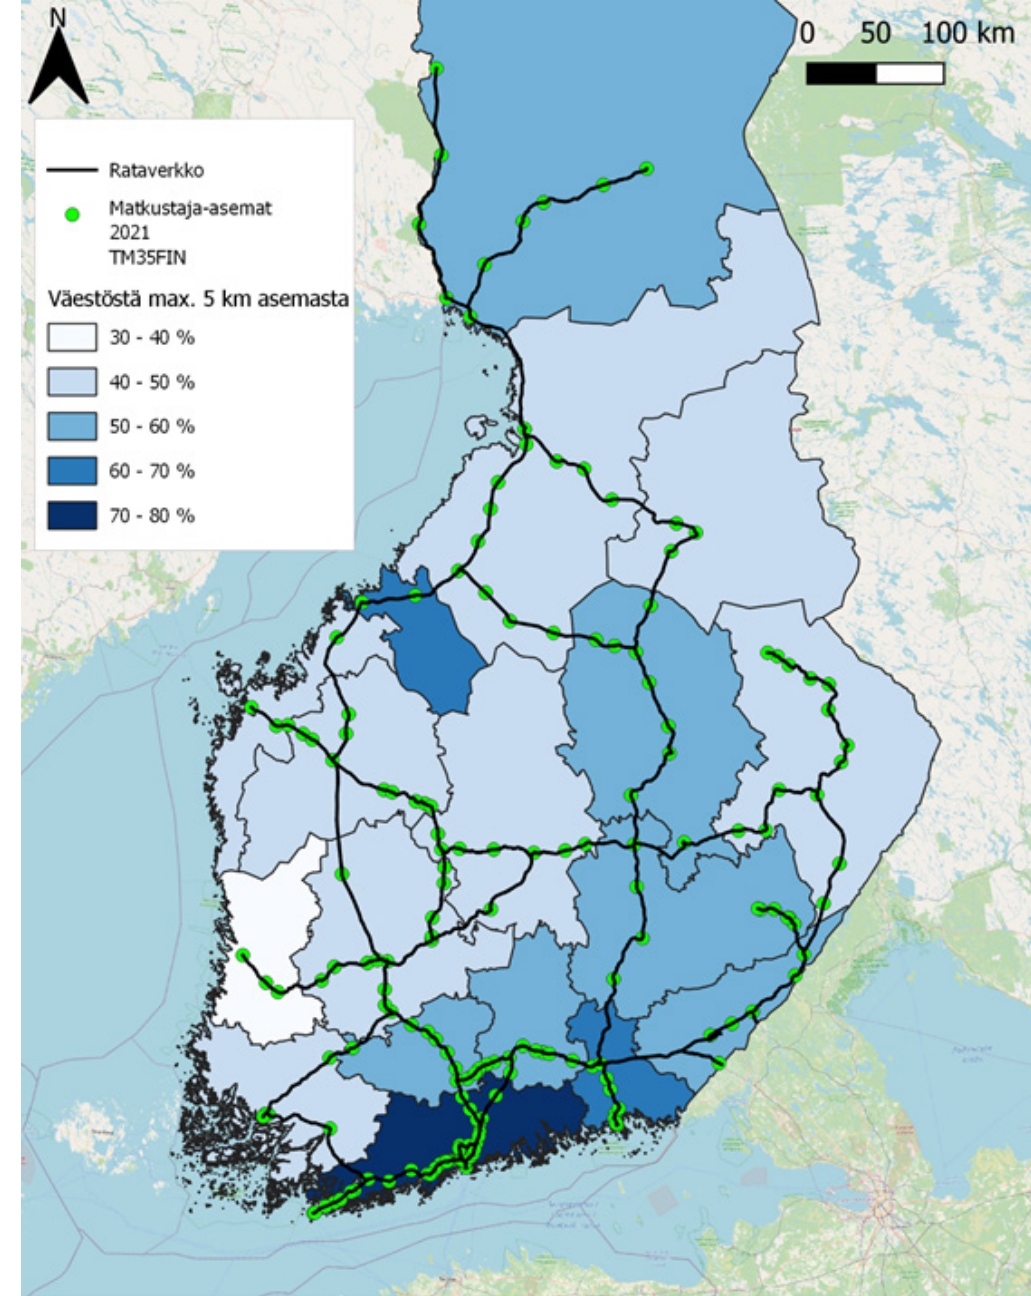 N
0 50 100 km
Rataverkko
Matkustaja-asemat
2021
TM35FIN
Väestöstä max. 5 km asemasta
30 - 40 %
40 - 50 %
50 - 60 %
60 - 70 %
70 - 80 %